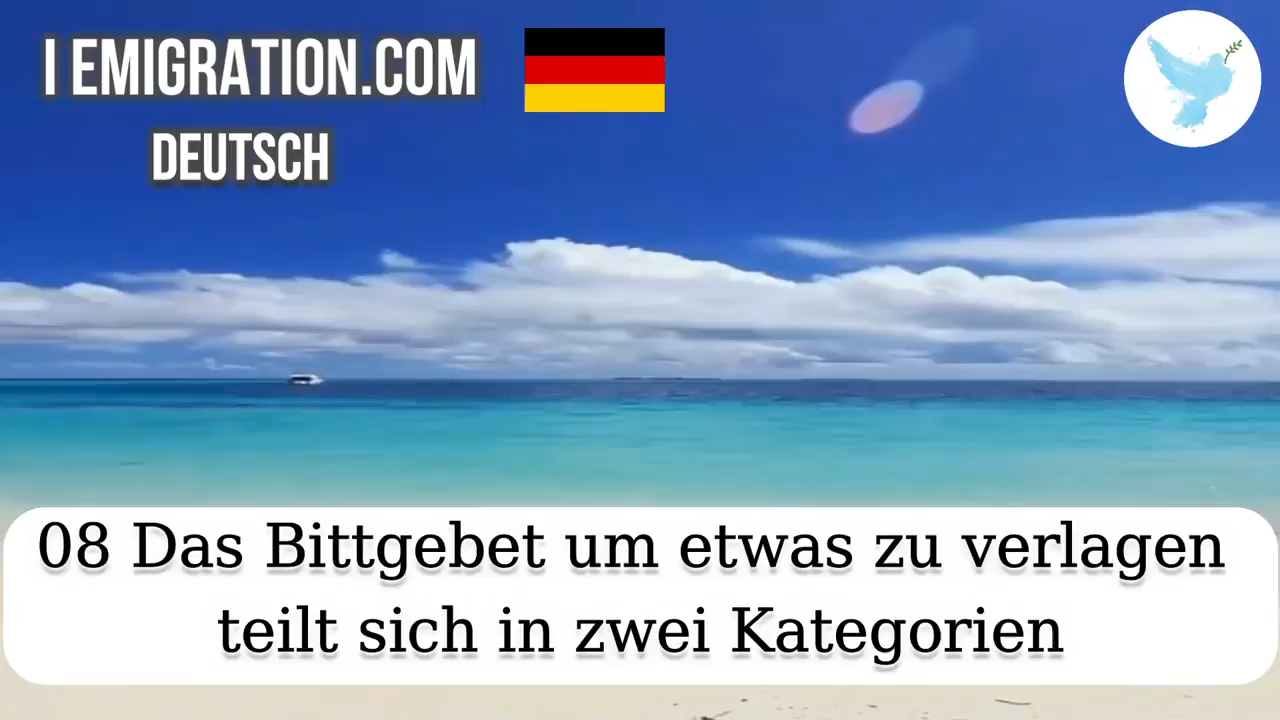 I EMIGRATION.COM
DEUTSCH
08 Das Bittgebet um etwas zu verlagen
teilt sich in zwei Kategorien